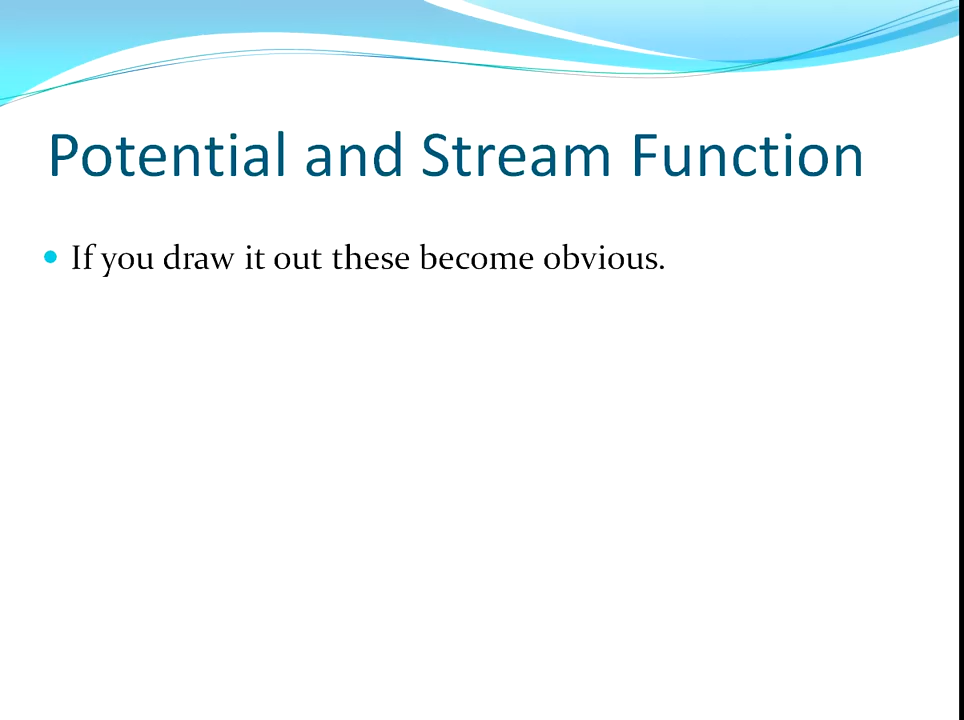 Potential and Stream Function
If you draw it out these become obvious.